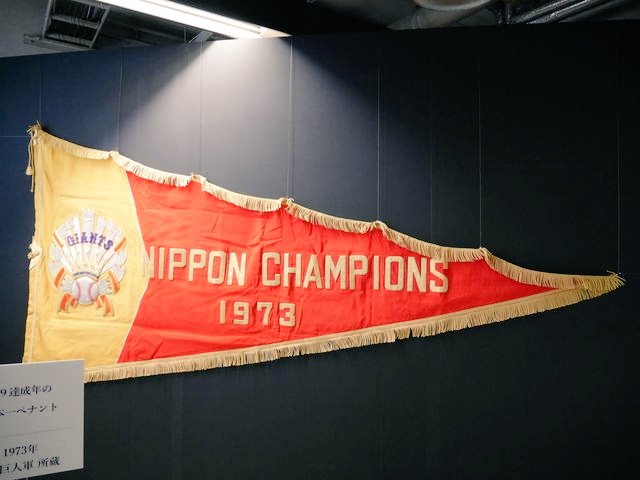 GIANTS
NIPPON CHAMPIONS
1973
9達成年の
ペナント
1973年
巨人軍 所蔵